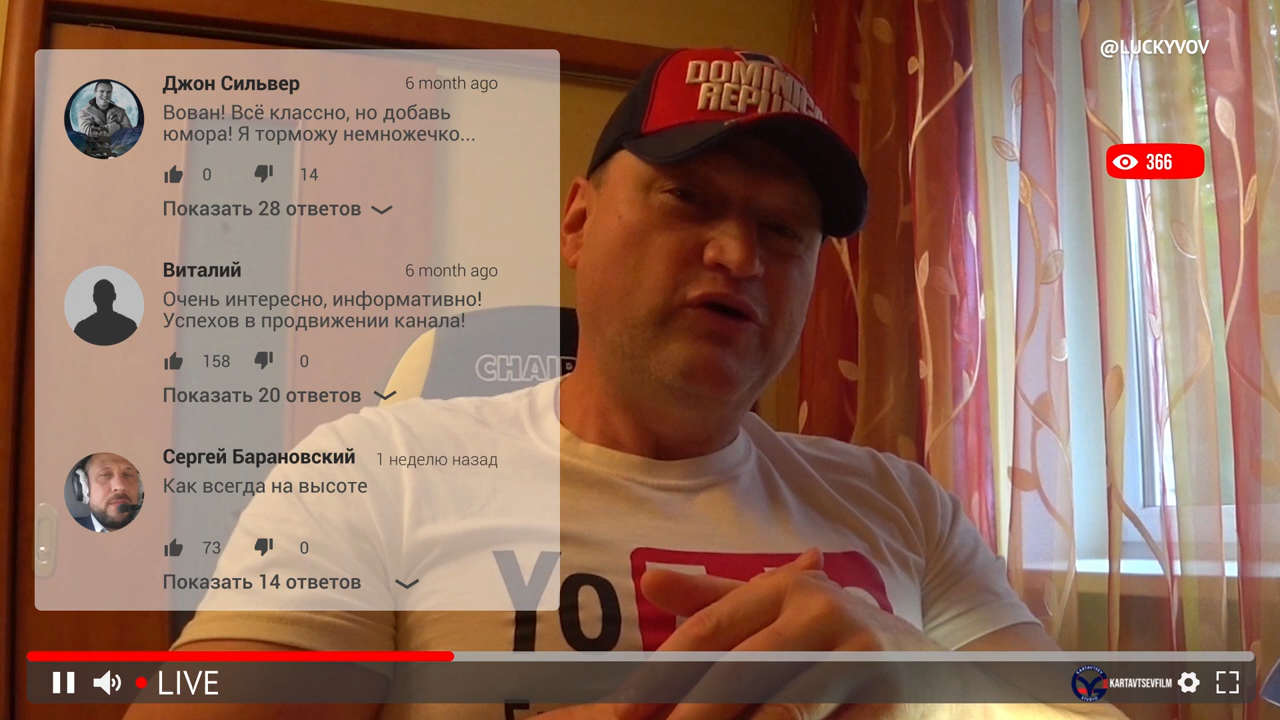 @LUCKYVOV
366
Джон Сильвер
6 month ago
Вован! Всё классно, но добавь
юмора! Я торможу немножечко...
0 14
Показать 28 ответов
Виталий
6 month ago
Очень интересно, информативно!
Успехов в продвижении канала!
158 0
Показать 20 ответов
Сергей Барановский
1 неделю назад
Как всегда на высоте
73 0
Показать 14 ответов
CHAIR
YO
LIVE
KARTAVTSEVFILM